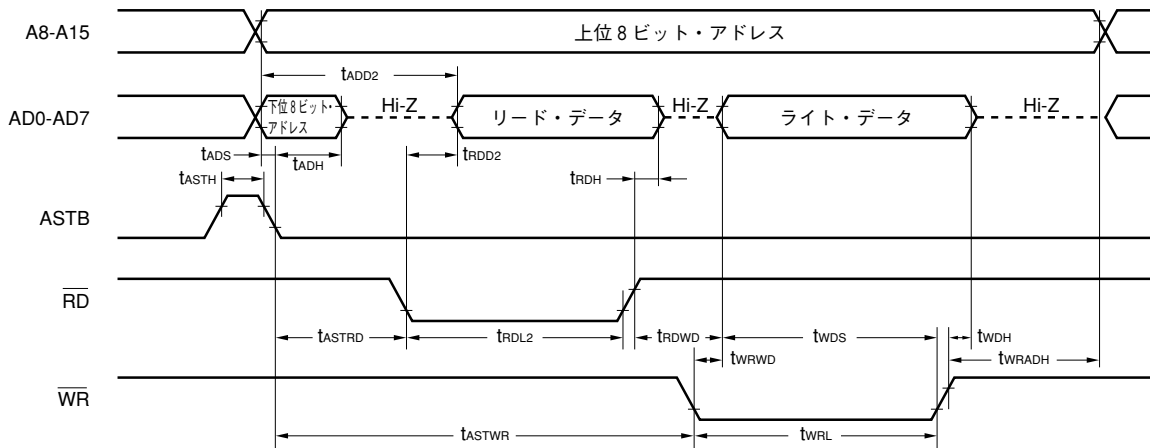 A8-A15
上位8ビット・アドレス
tADD2
AD0-AD7
下位8ビット・
アドレス
Hi-Z
リード・データ
Hi-Z
ライト・データ
Hi-Z
tADS
tADH
tRDD2
tASTH
tRDH
ASTB
RD
tASTRD
tRDL2
tRDWD
tWDS
tWDH
tWRWD
tWRADH
WR
tASTWR
tWRL